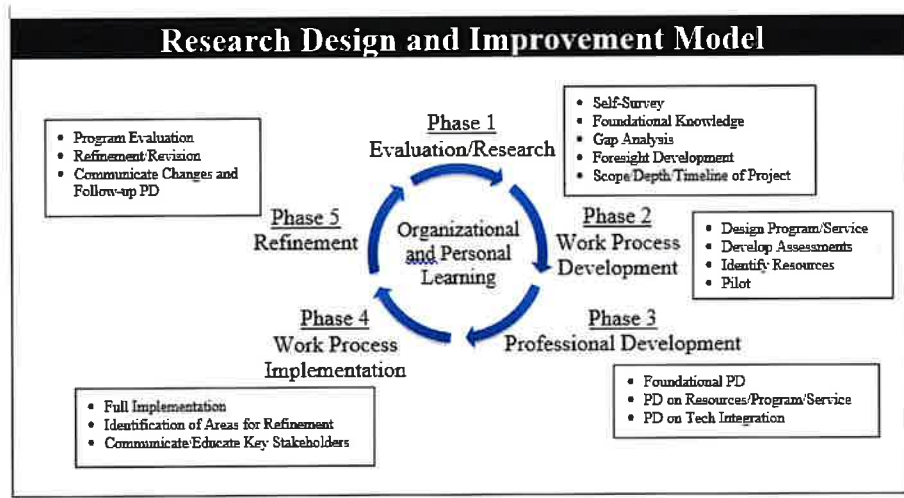 Research Design and Improvement Model
Phase 1
Evaluation/Research
• Self-Survey
• Foundational Knowledge
• Gap Analysis
• Foresight Development
• Scope/Depth/Timeline of Project
Phase 2
Work Process
Development
• Design Program/Service
• Develop Assessments
• Identify Resources
• Pilot
Phase 3
Professional Development
• Foundational PD
• PD on Resources/Program/Service
• PD on Tech Integration
Phase 4
Work Process
Implementation
• Full Implementation
• Identification of Areas for Refinement
• Communicate/Educate Key Stakeholders
Phase 5
Refinement
• Program Evaluation
• Refinement/Revision
• Communicate Changes and
Follow-up PD
Organizational
and Personal
Learning